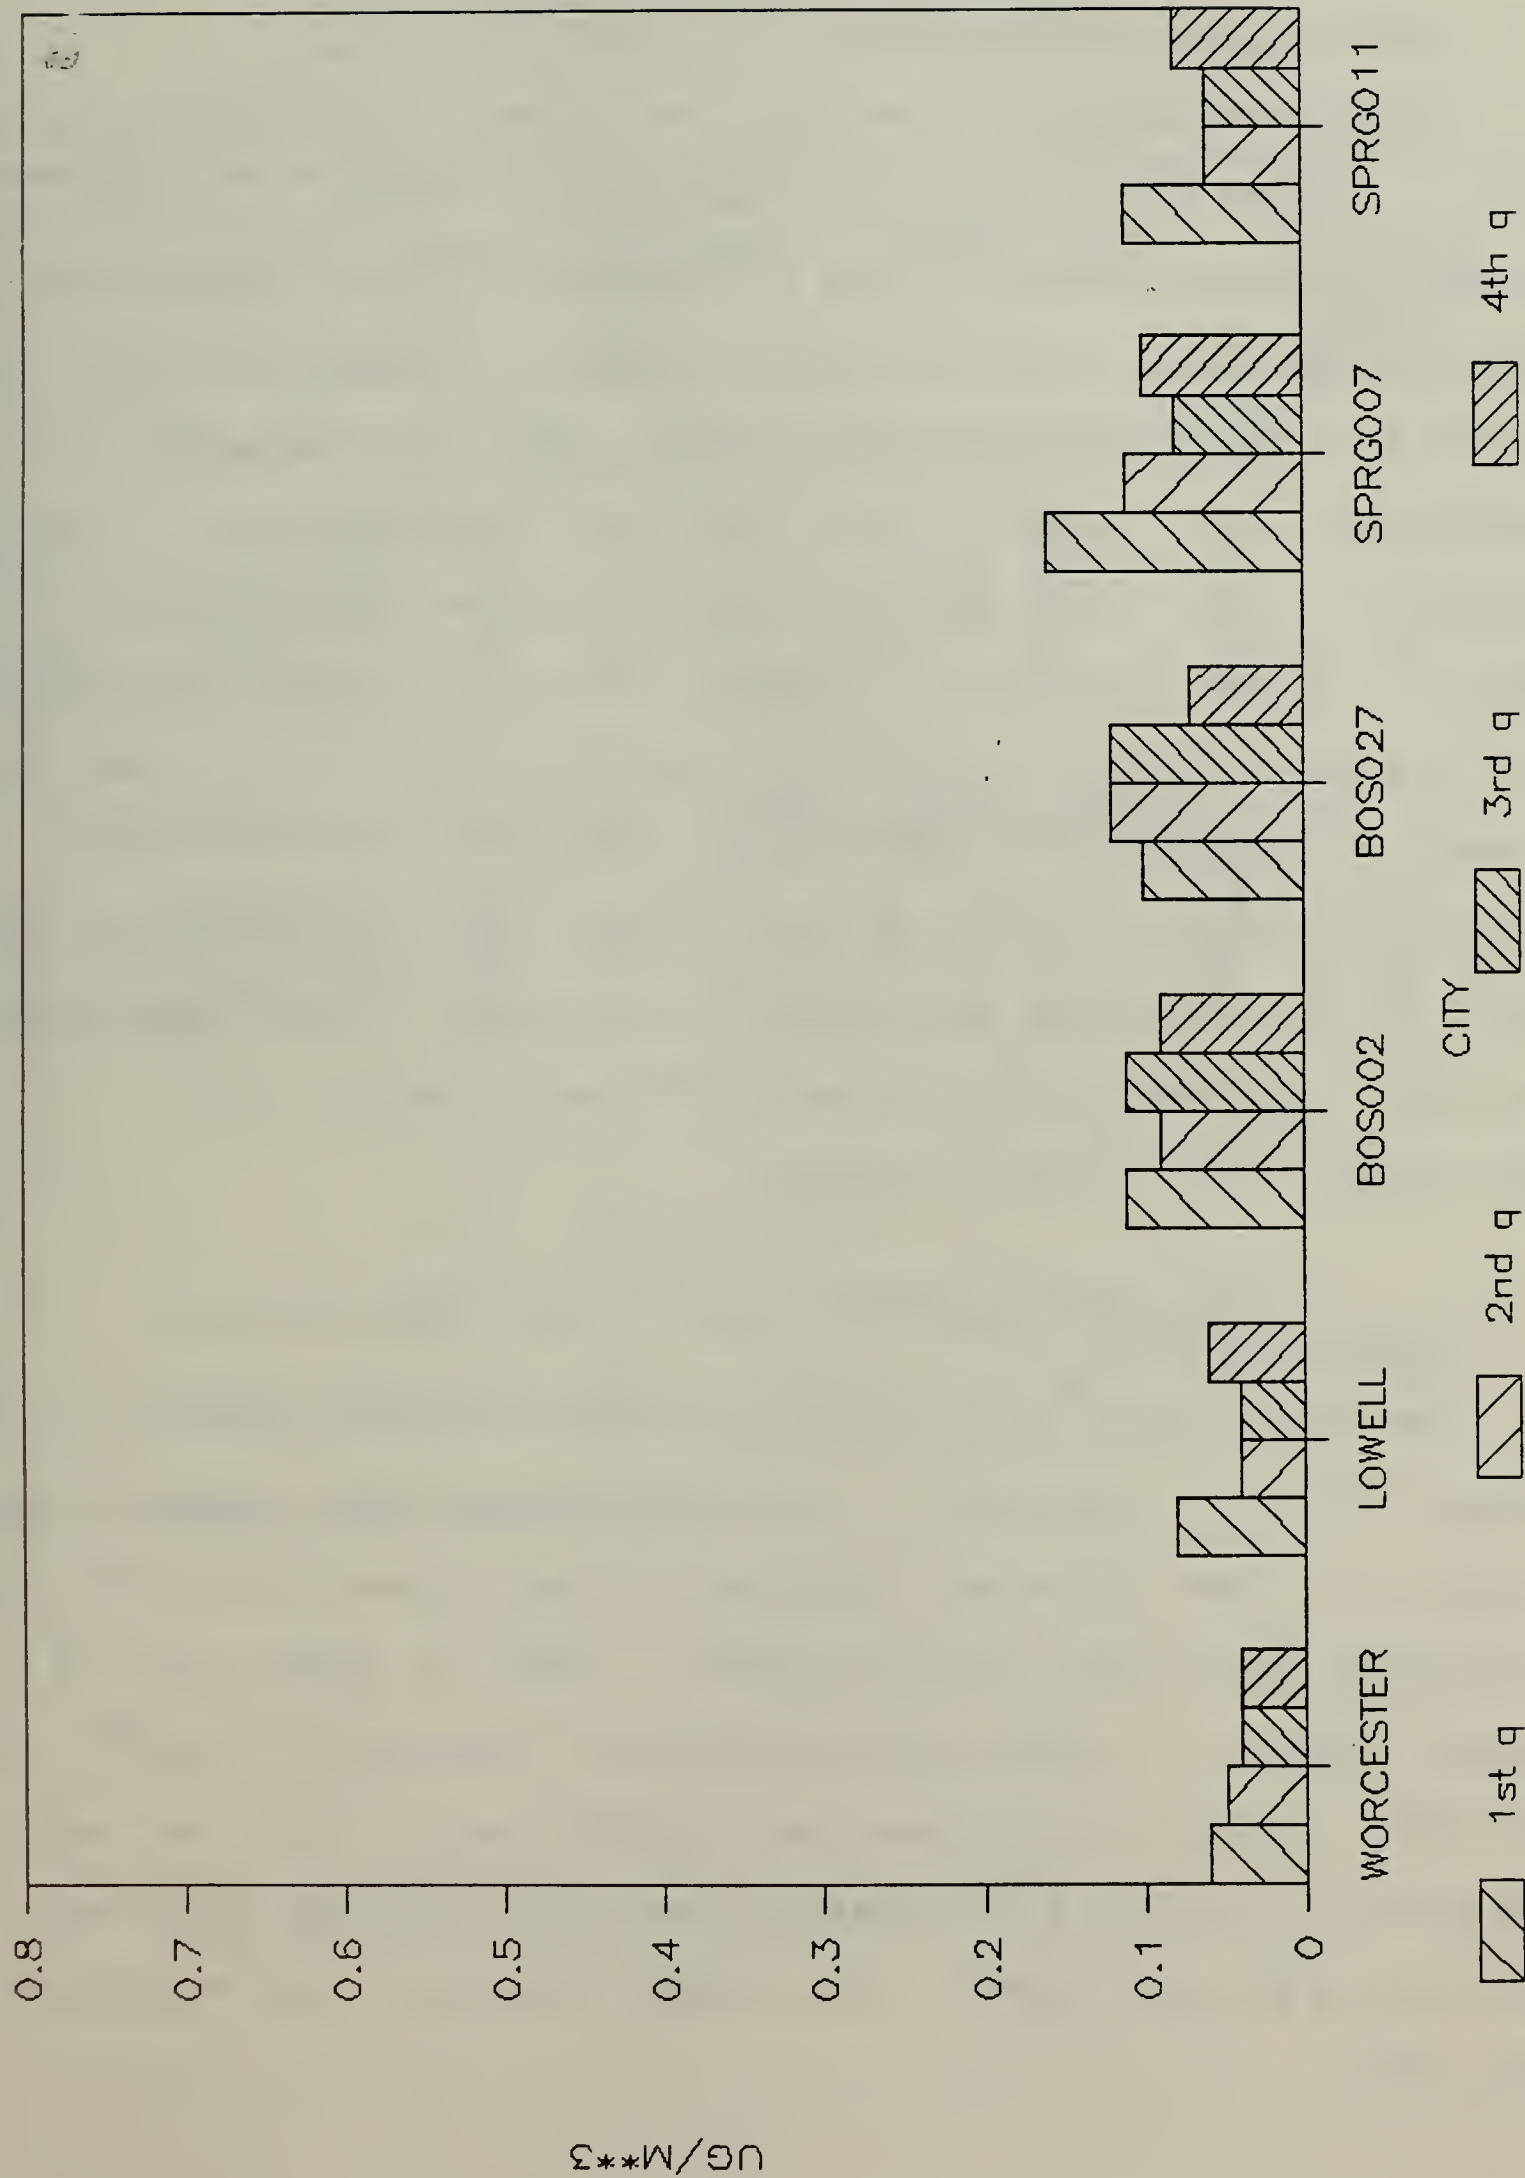 UG/M**3
0.8
0.7
0.6
0.5
0.4
0.3
0.2
0.1
0
WORCESTER LOWELL BOS002 BOS027 SPRG007 SPRG011
CITY
1st q 2nd q 3rd q 4th q